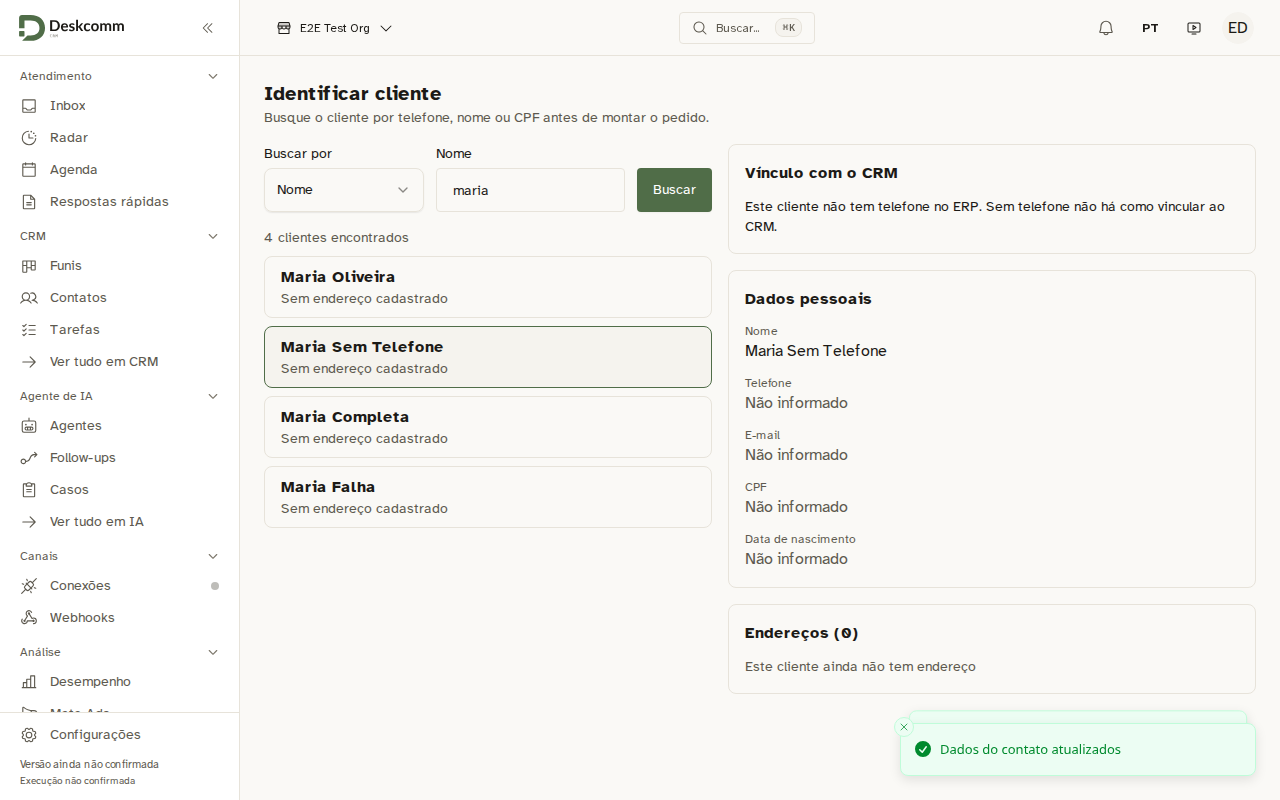 Deskcomm
E2E Test Org
Buscar...
⌘K
PT
ED
Atendimento
Inbox
Radar
Agenda
Respostas rápidas
CRM
Funis
Contatos
Tarefas
Ver tudo em CRM
Agente de IA
Agentes
Follow-ups
Casos
Ver tudo em IA
Canais
Conexões
Webhooks
Análise
Desempenho
Configurações
Versão ainda não confirmada
Execução não confirmada
Identificar cliente
Busque o cliente por telefone, nome ou CPF antes de montar o pedido.
Buscar por
Nome
Nome
maria
Buscar
4 clientes encontrados
Maria Oliveira
Sem endereço cadastrado
Maria Sem Telefone
Sem endereço cadastrado
Maria Completa
Sem endereço cadastrado
Maria Falha
Sem endereço cadastrado
Vínculo com o CRM
Este cliente não tem telefone no ERP. Sem telefone não há como vincular ao
CRM.
Dados pessoais
Nome
Maria Sem Telefone
Telefone
Não informado
E-mail
Não informado
CPF
Não informado
Data de nascimento
Não informado
Endereços (0)
Este cliente ainda não tem endereço
Dados do contato atualizados